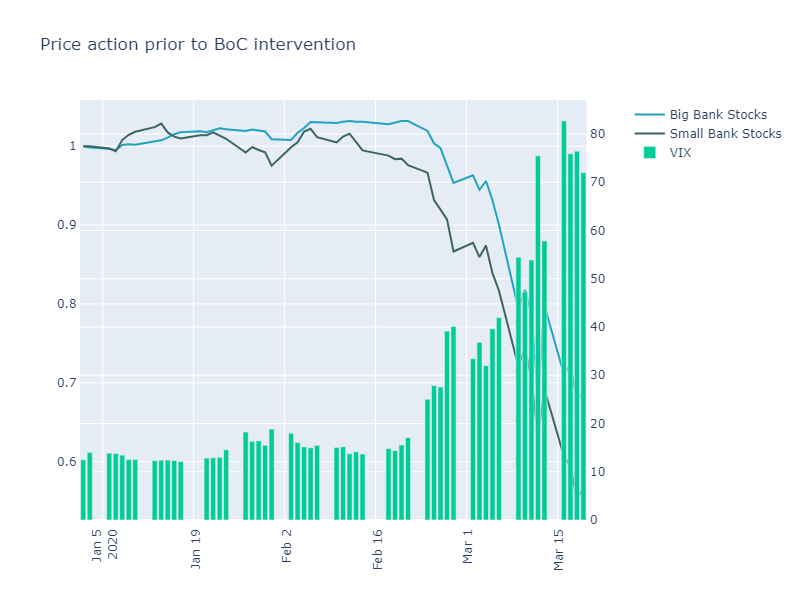 Price action prior to BoC intervention
Big Bank Stocks
Small Bank Stocks
VIX
1
0.9
0.8
0.7
0.6
80
70
60
50
40
30
20
10
0
Jan 5
2020
Jan 19
Feb 2
Feb 16
Mar 1
Mar 15